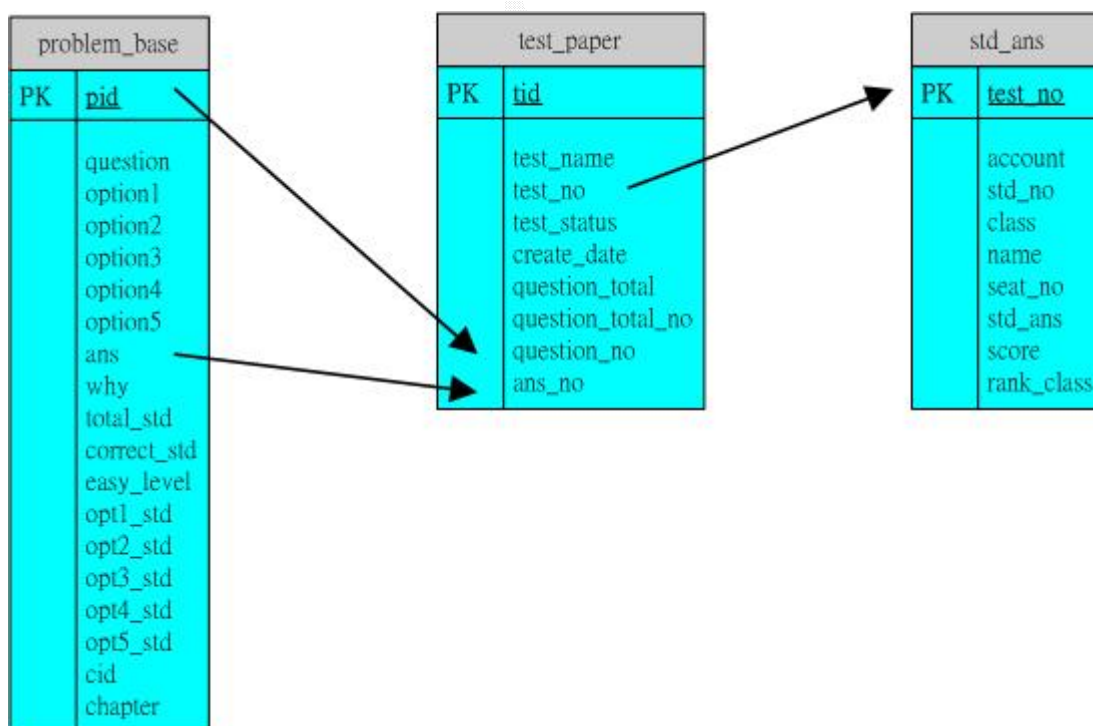 problem_base
PK pid
question
option1
option2
option3
option4
option5
ans
why
total_std
correct_std
easy_level
opt1_std
opt2_std
opt3_std
opt4_std
opt5_std
cid
chapter
test_paper
PK tid
test_name
test_no
test_status
create_date
question_total
question_total_no
question_no
ans_no
std_ans
PK test_no
account
std_no
class
name
seat_no
std_ans
score
rank_class